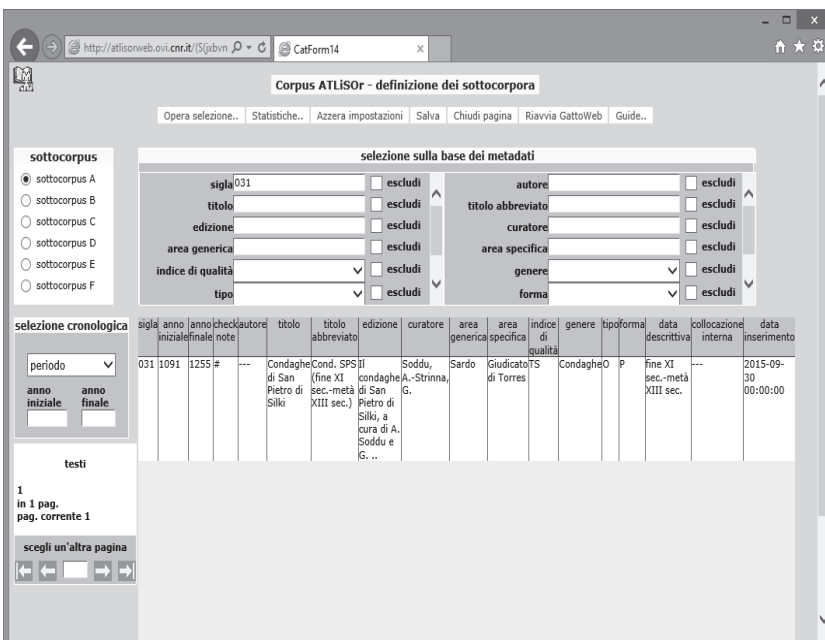 http://atlisorweb.ovi.cnr.it/(S(jxbvn
CatForm14
Corpus ATLiSOr - definizione dei sottocorpora
Opera selezione.. Statistiche.. Azzera impostazioni Salva Chiudi pagina Riavvia GattoWeb Guide..
sottocorpus
sottocorpus A
sottocorpus B
sottocorpus C
sottocorpus D
sottocorpus E
sottocorpus F
selezione sulla base dei metadati
sigla 031 escludi autore escludi
titolo escludi titolo abbreviato escludi
edizione escludi curatore escludi
area generica escludi area specifica escludi
indice di qualità escludi genere escludi
tipo escludi forma escludi
selezione cronologica
periodo
anno iniziale
anno finale
testi
1
in 1 pag.
pag. corrente 1
scegli un'altra pagina
sigla
anno iniziale
anno finale
check note
autore
titolo
titolo abbreviato
edizione
curatore
area generica
area specifica
indice di qualità
genere
tipo
forma
data descrittiva
collocazione interna
data inserimento
031
1091
1255
#
---
Condaghe
di San
Pietro di
Silki
Cond. SPS
(fine XI
sec.-metà
XIII sec.)
Il
condaghe
di San
Pietro di
Silki, a
cura di A.
Soddu e
G. ..
Soddu,
A.-Strinna,
G.
Sardo
Giudicato
di Torres
TS
Condaghe
O
P
fine XI
sec.-metà
XIII sec.
---
2015-09-
30
00:00:00